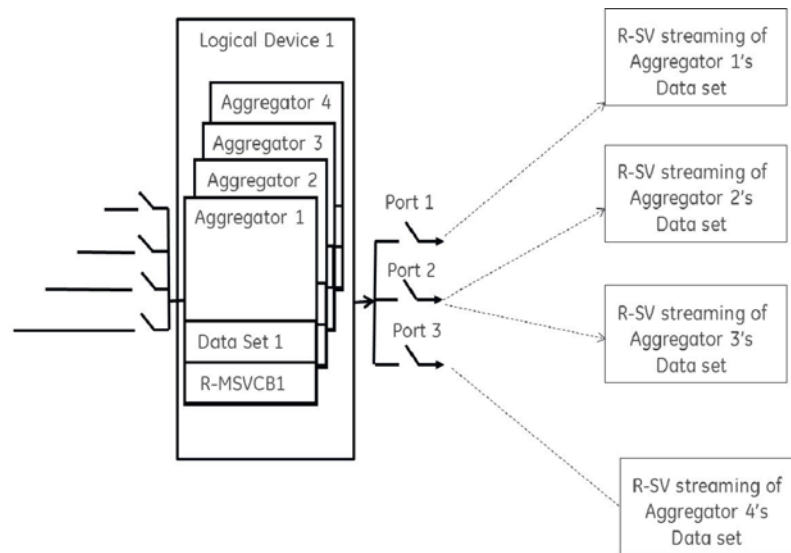 Logical Device 1
Aggregator 4
Aggregator 3
Aggregator 2
Aggregator 1
Data Set 1
R-MSVCB1
Port 1
Port 2
Port 3
R-SV streaming of
Aggregator 1's
Data set
R-SV streaming of
Aggregator 2's
Data set
R-SV streaming of
Aggregator 3's
Data set
R-SV streaming of
Aggregator 4's
Data set